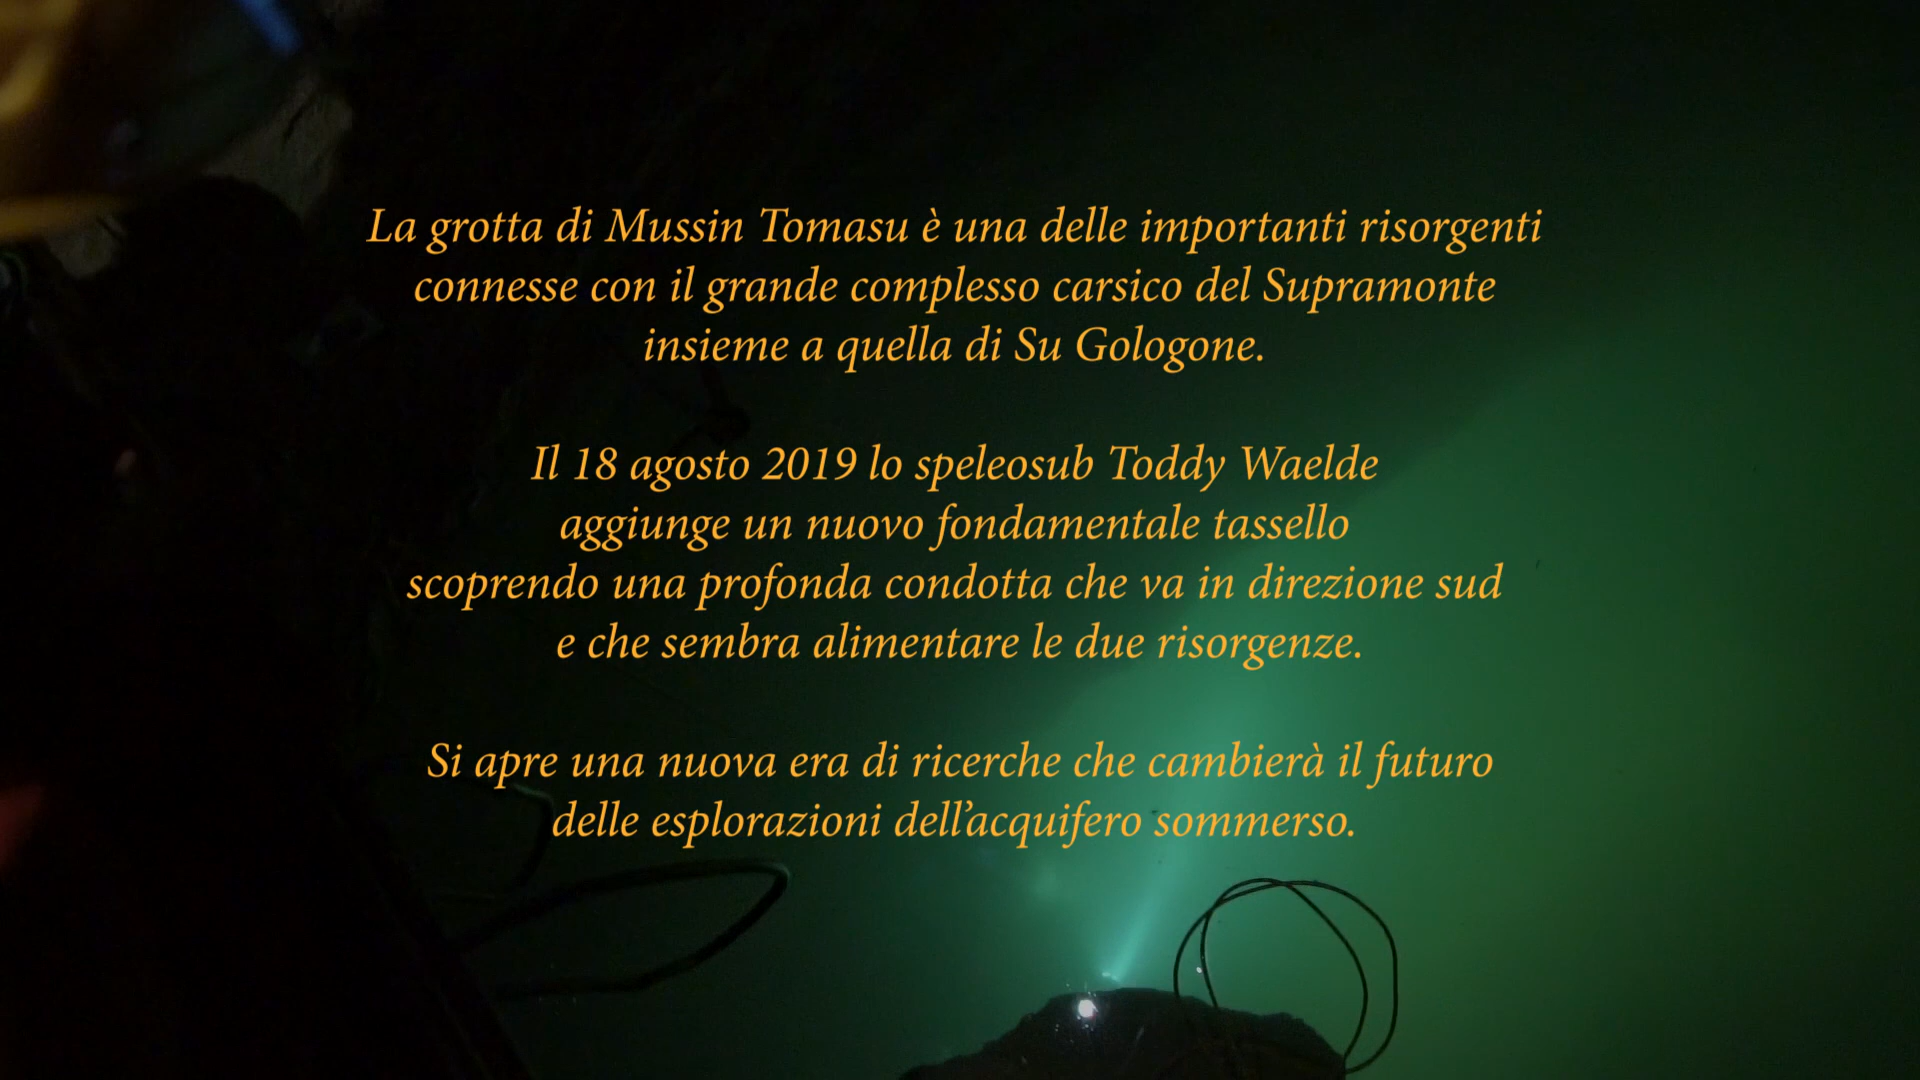 La grotta di Mussin Tomasu è una delle importanti risorgenti
connesse con il grande complesso carsico del Supramonte
insieme a quella di Su Gologone.
Il 18 agosto 2019 lo speleosub Toddy Waelde
aggiunge un nuovo fondamentale tassello
scoprendo una profonda condotta che va in direzione sud
e che sembra alimentare le due risorgenze.
Si apre una nuova era di ricerche che cambierà il futuro
delle esplorazioni dell'acquifero sommerso.